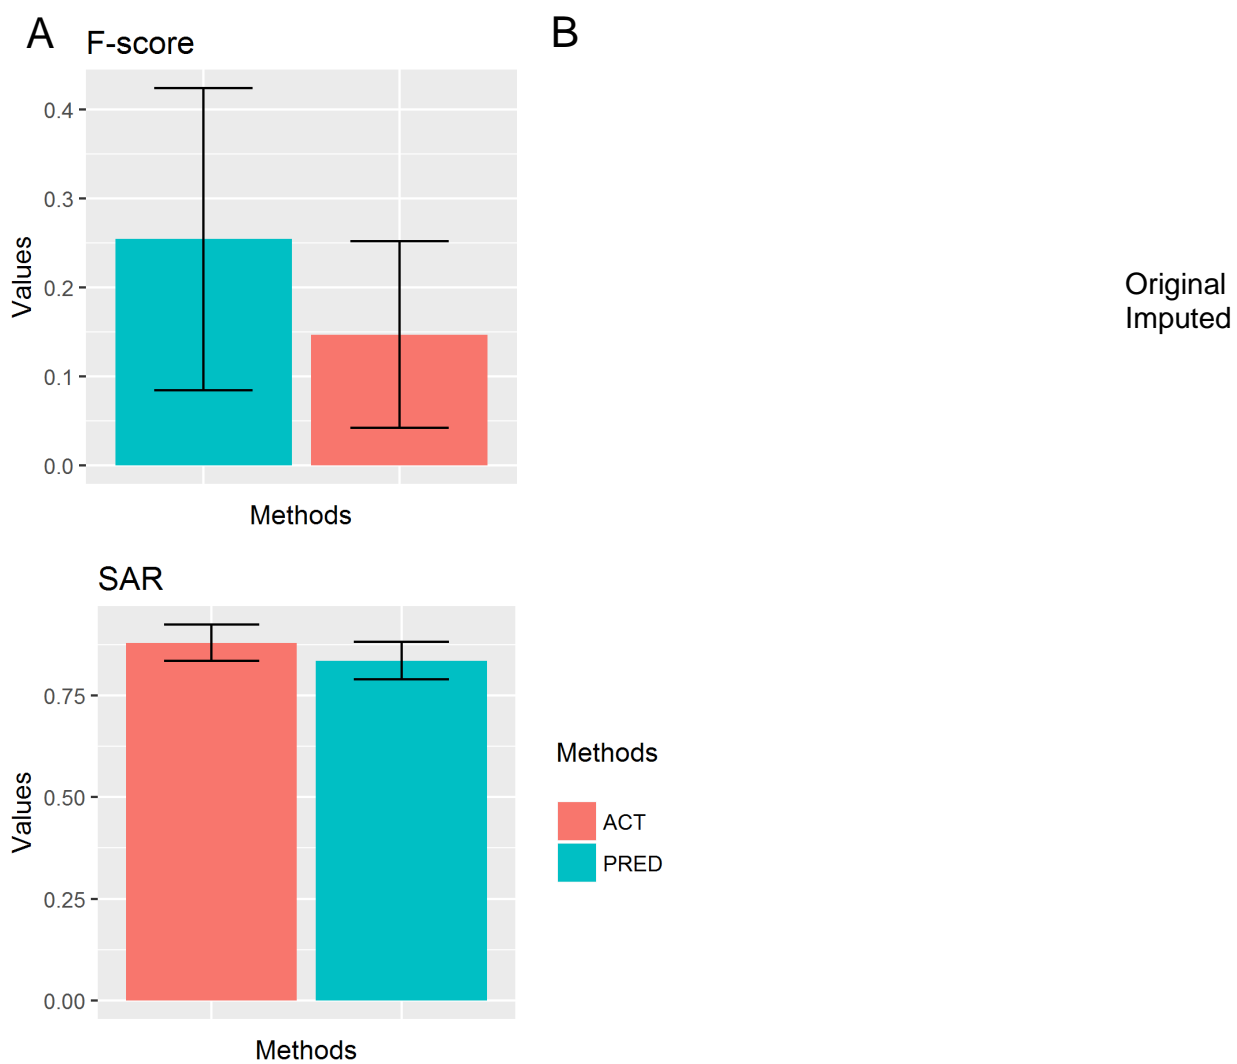 A
F-score
0.4
0.3
0.2
0.1
0.0
Values
Methods
B
Original
Imputed
SAR
0.75
0.50
0.25
0.00
Values
Methods
Methods
ACT
PRED